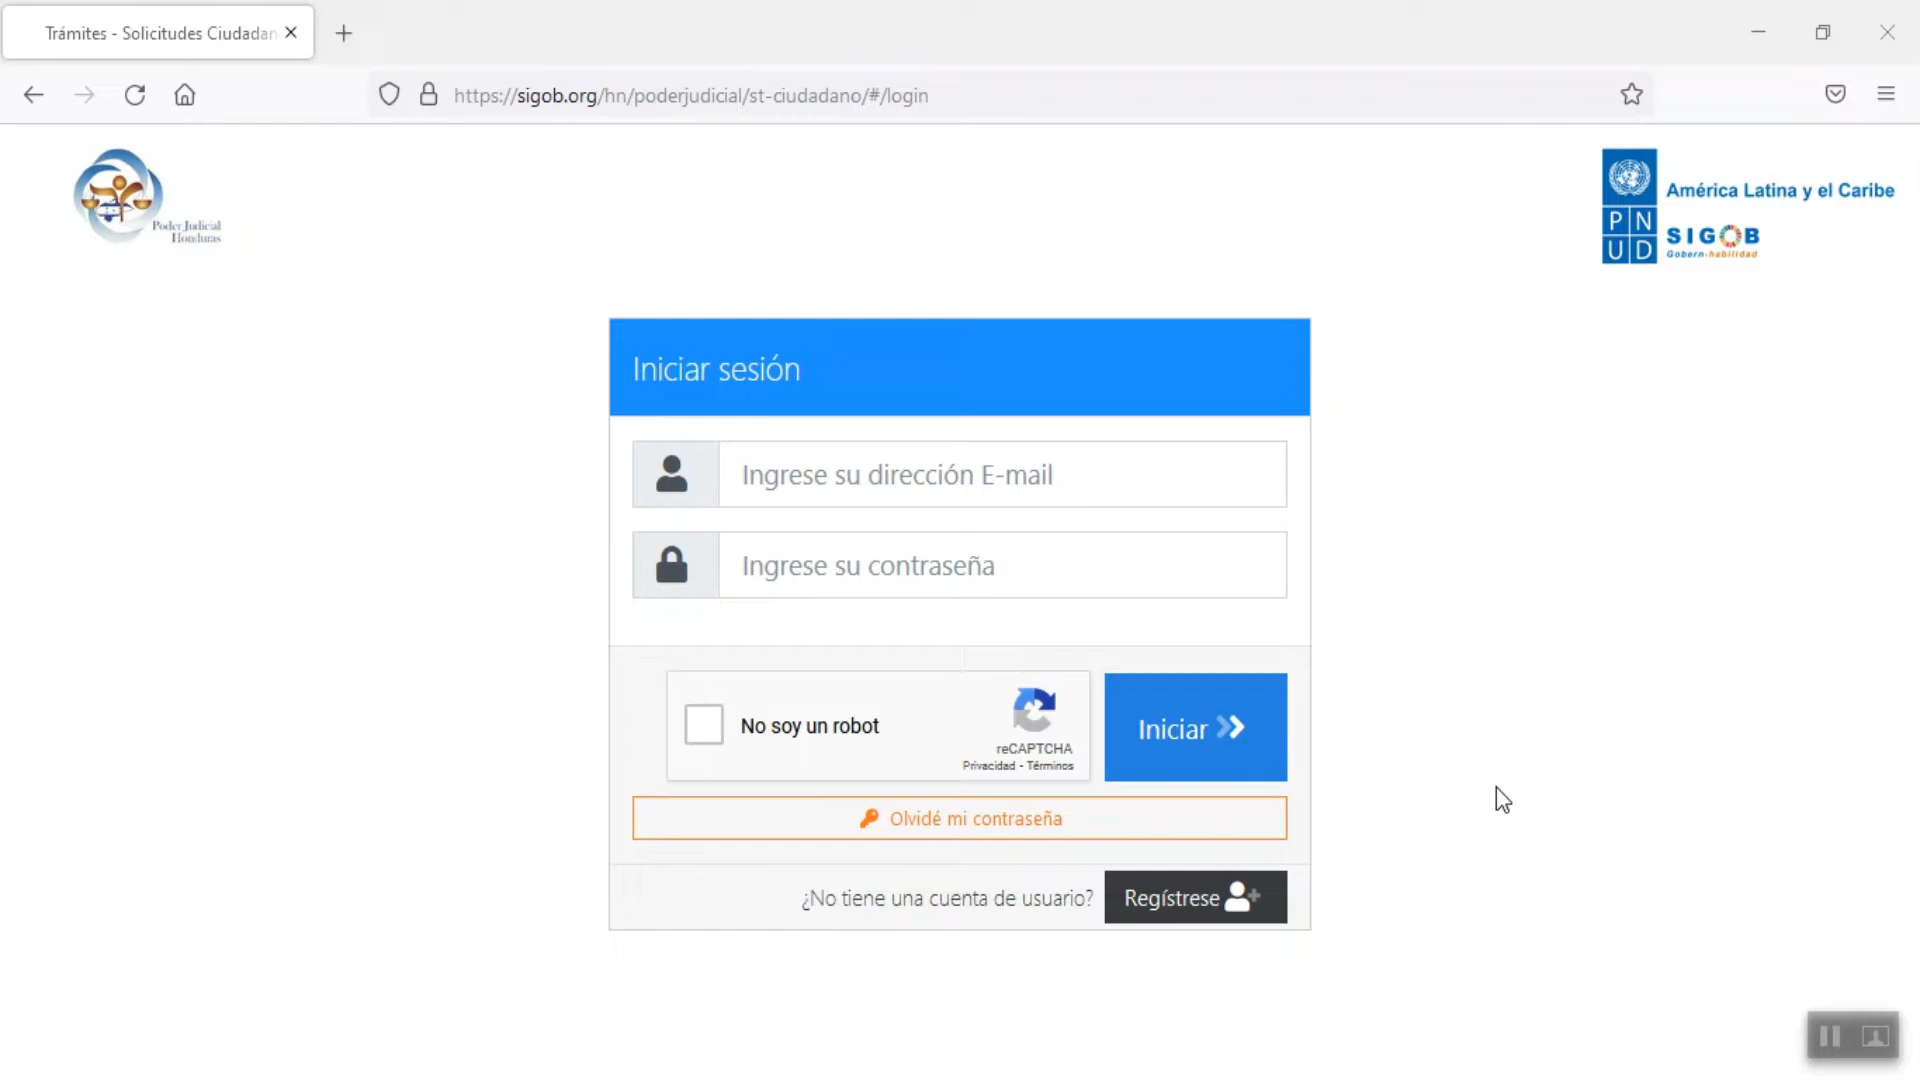 Trámites - Solicitudes Ciudadan
https://sigob.org/hn/poderjudicial/st-ciudadano/#/login
Poder Judicial
Honduras
América Latina y el Caribe
PN
UD
SIGOB
Gobern-habilidad
Iniciar sesión
Ingrese su dirección E-mail
Ingrese su contraseña
No soy un robot
reCAPTCHA
Privacidad - Términos
Iniciar
Olvidé mi contraseña
¿No tiene una cuenta de usuario?
Regístrese